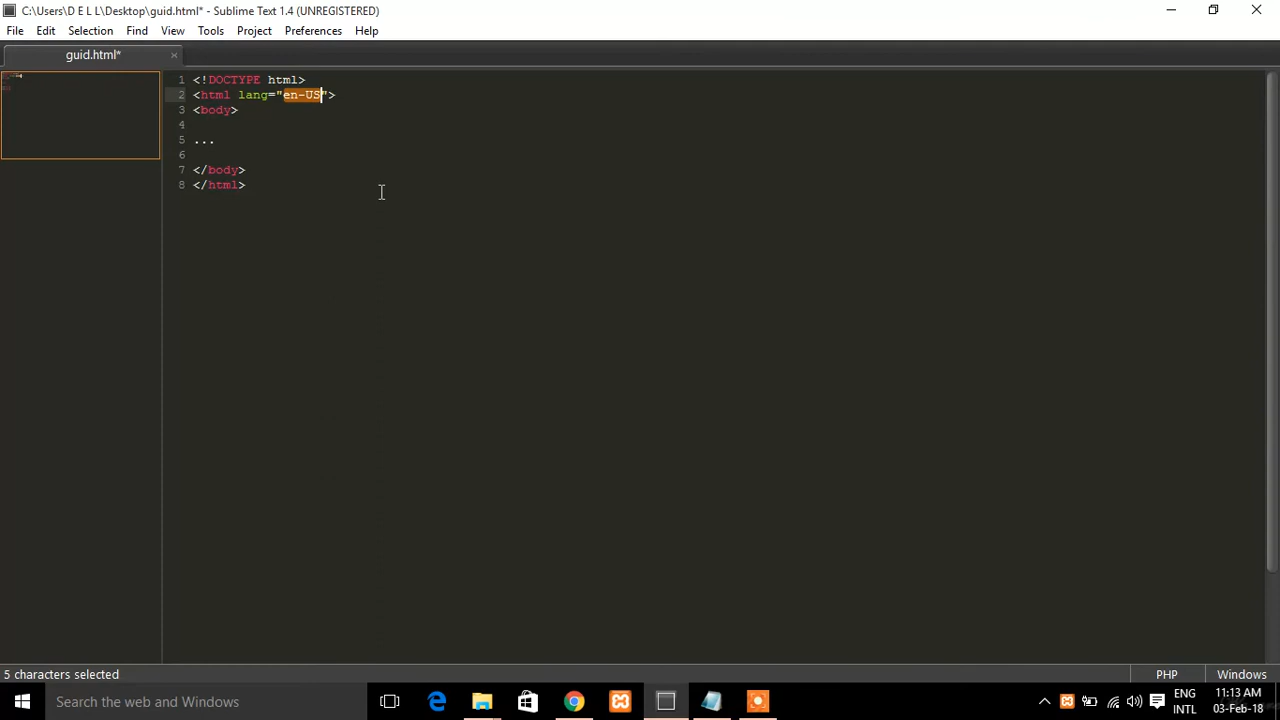 C:\Users\D E L L\Desktop\guid.html* - Sublime Text 1.4 (UNREGISTERED)
File Edit Selection Find View Tools Project Preferences Help
guid.html*
1 <!DOCTYPE html>
2 <html lang="en-US">
3 <body>
4
5 ...
6
7 </body>
8 </html>
5 characters selected PHP Windows
Search the web and Windows
ENG 11:13 AM
INTL 03-Feb-18